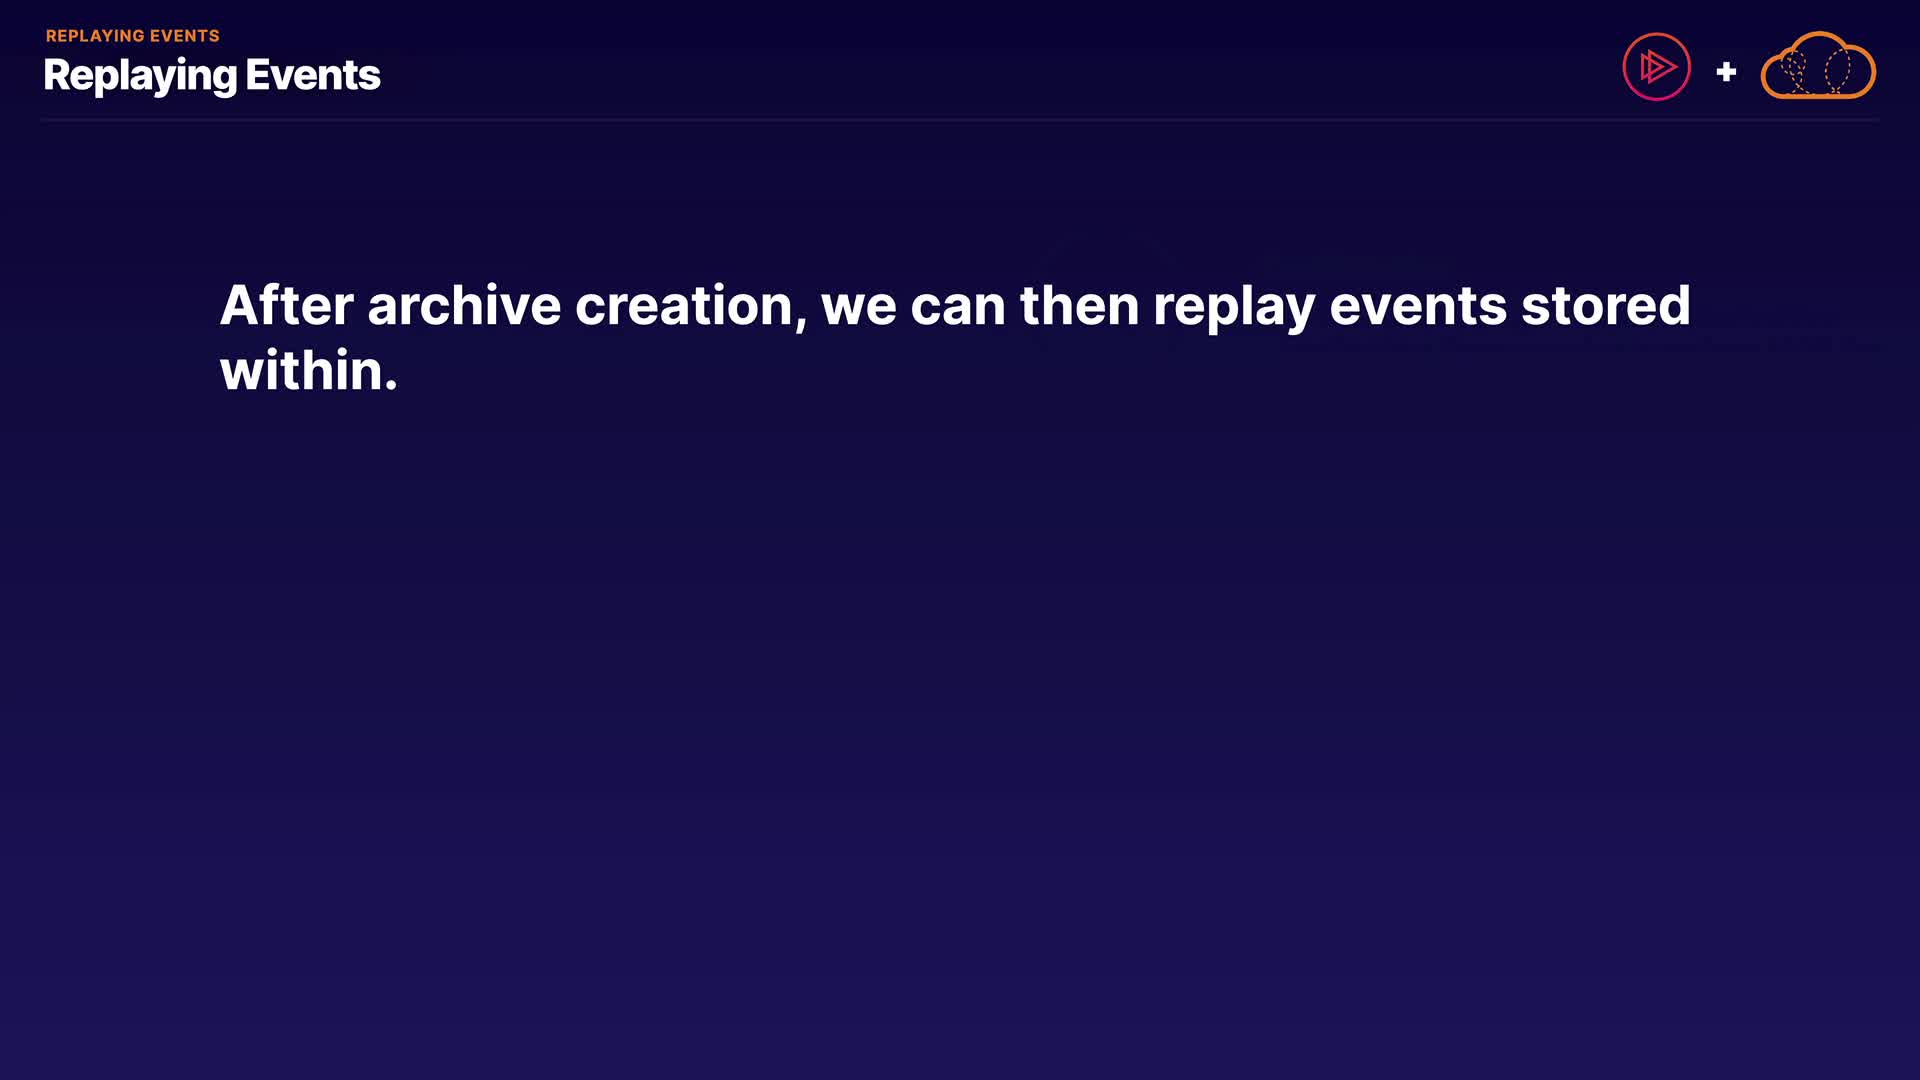 REPLAYING EVENTS
Replaying Events
+
After archive creation, we can then replay events stored
within.